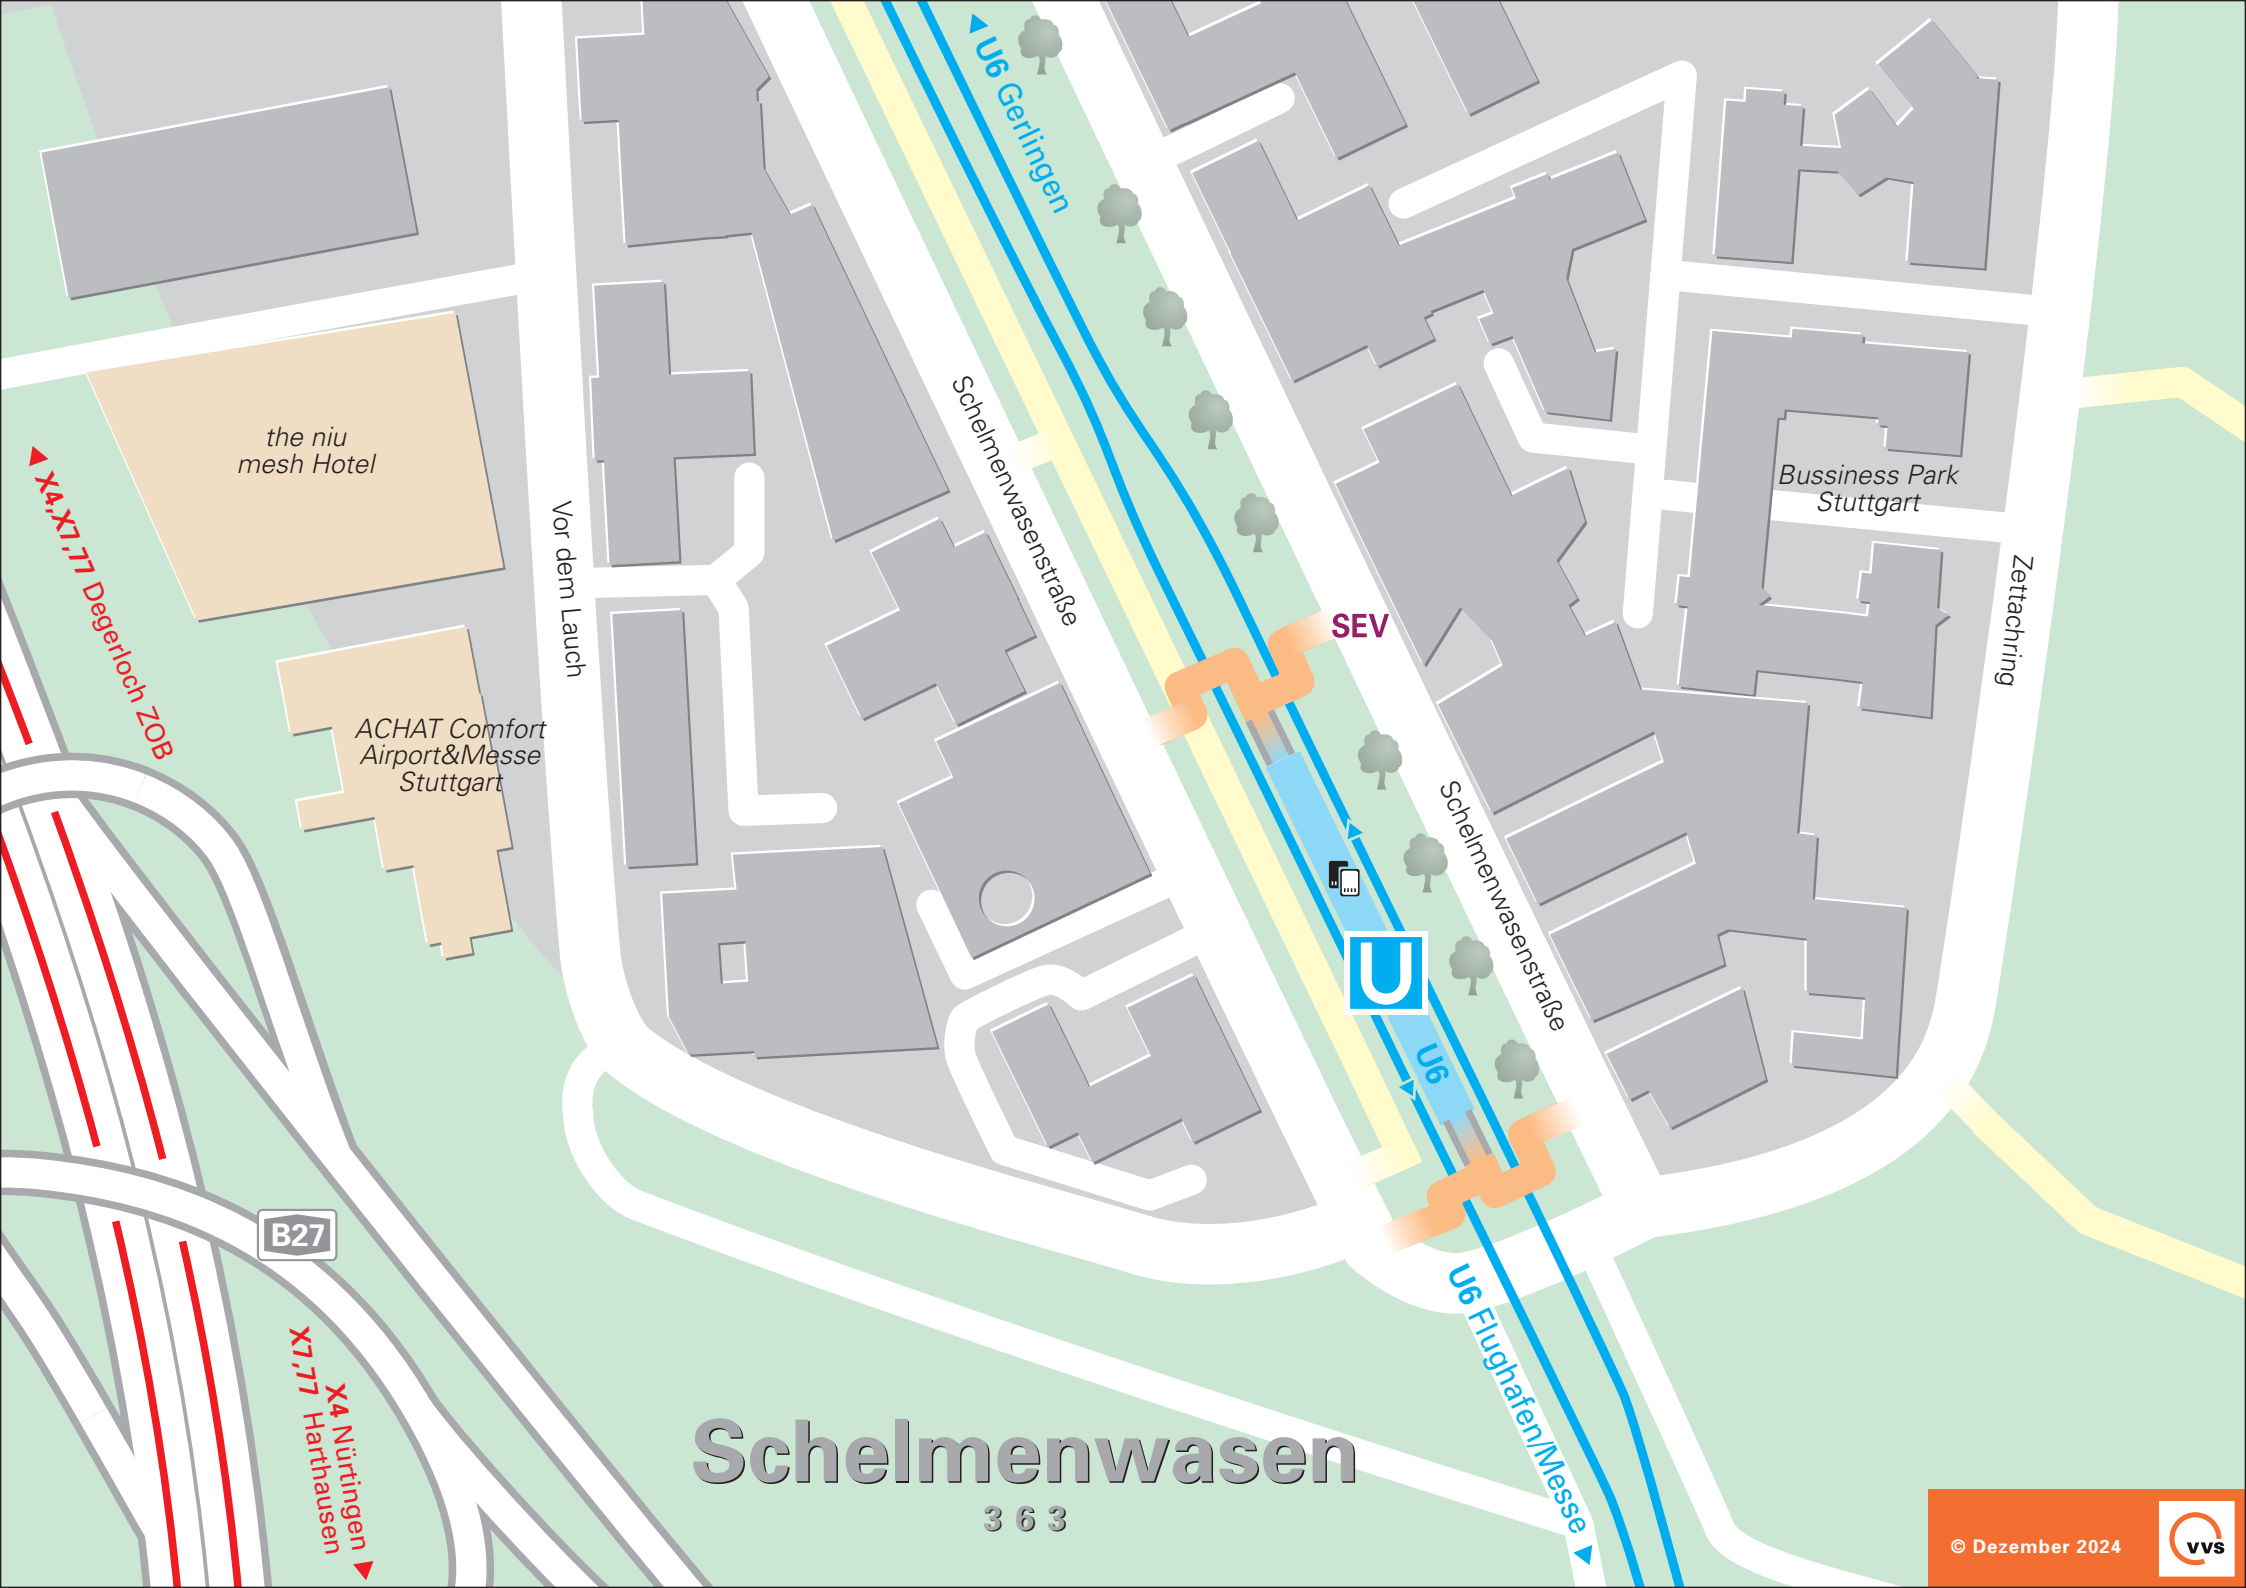 U6 Gerlingen
Schelmenwasenstraße
the niu
mesh Hotel
X4,X7,77 Degerloch ZOB
Vor dem Lauch
Bussiness Park
Stuttgart
Zettachring
SEV
ACHAT Comfort
Airport&Messe
Stuttgart
Schelmenwasenstraße
U
U6
B27
U6 Flughafen/Messe
X4 Nürtingen
X7,77 Harthausen
Schelmenwasen
363
© Dezember 2024
vvs